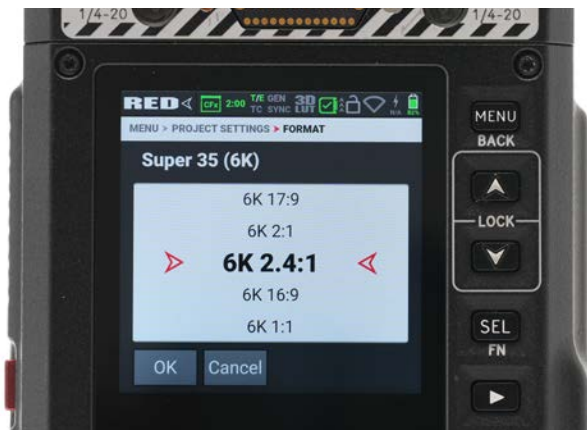 1/4-20
1/4-20
RED CFx 2:00 T/E TC GEN SYNC 3D LUT N/A 82%
MENU > PROJECT SETTINGS > FORMAT
Super 35 (6K)
6K 17:9
6K 2:1
6K 2.4:1
6K 16:9
6K 1:1
OK Cancel
MENU
BACK
LOCK
SEL
FN